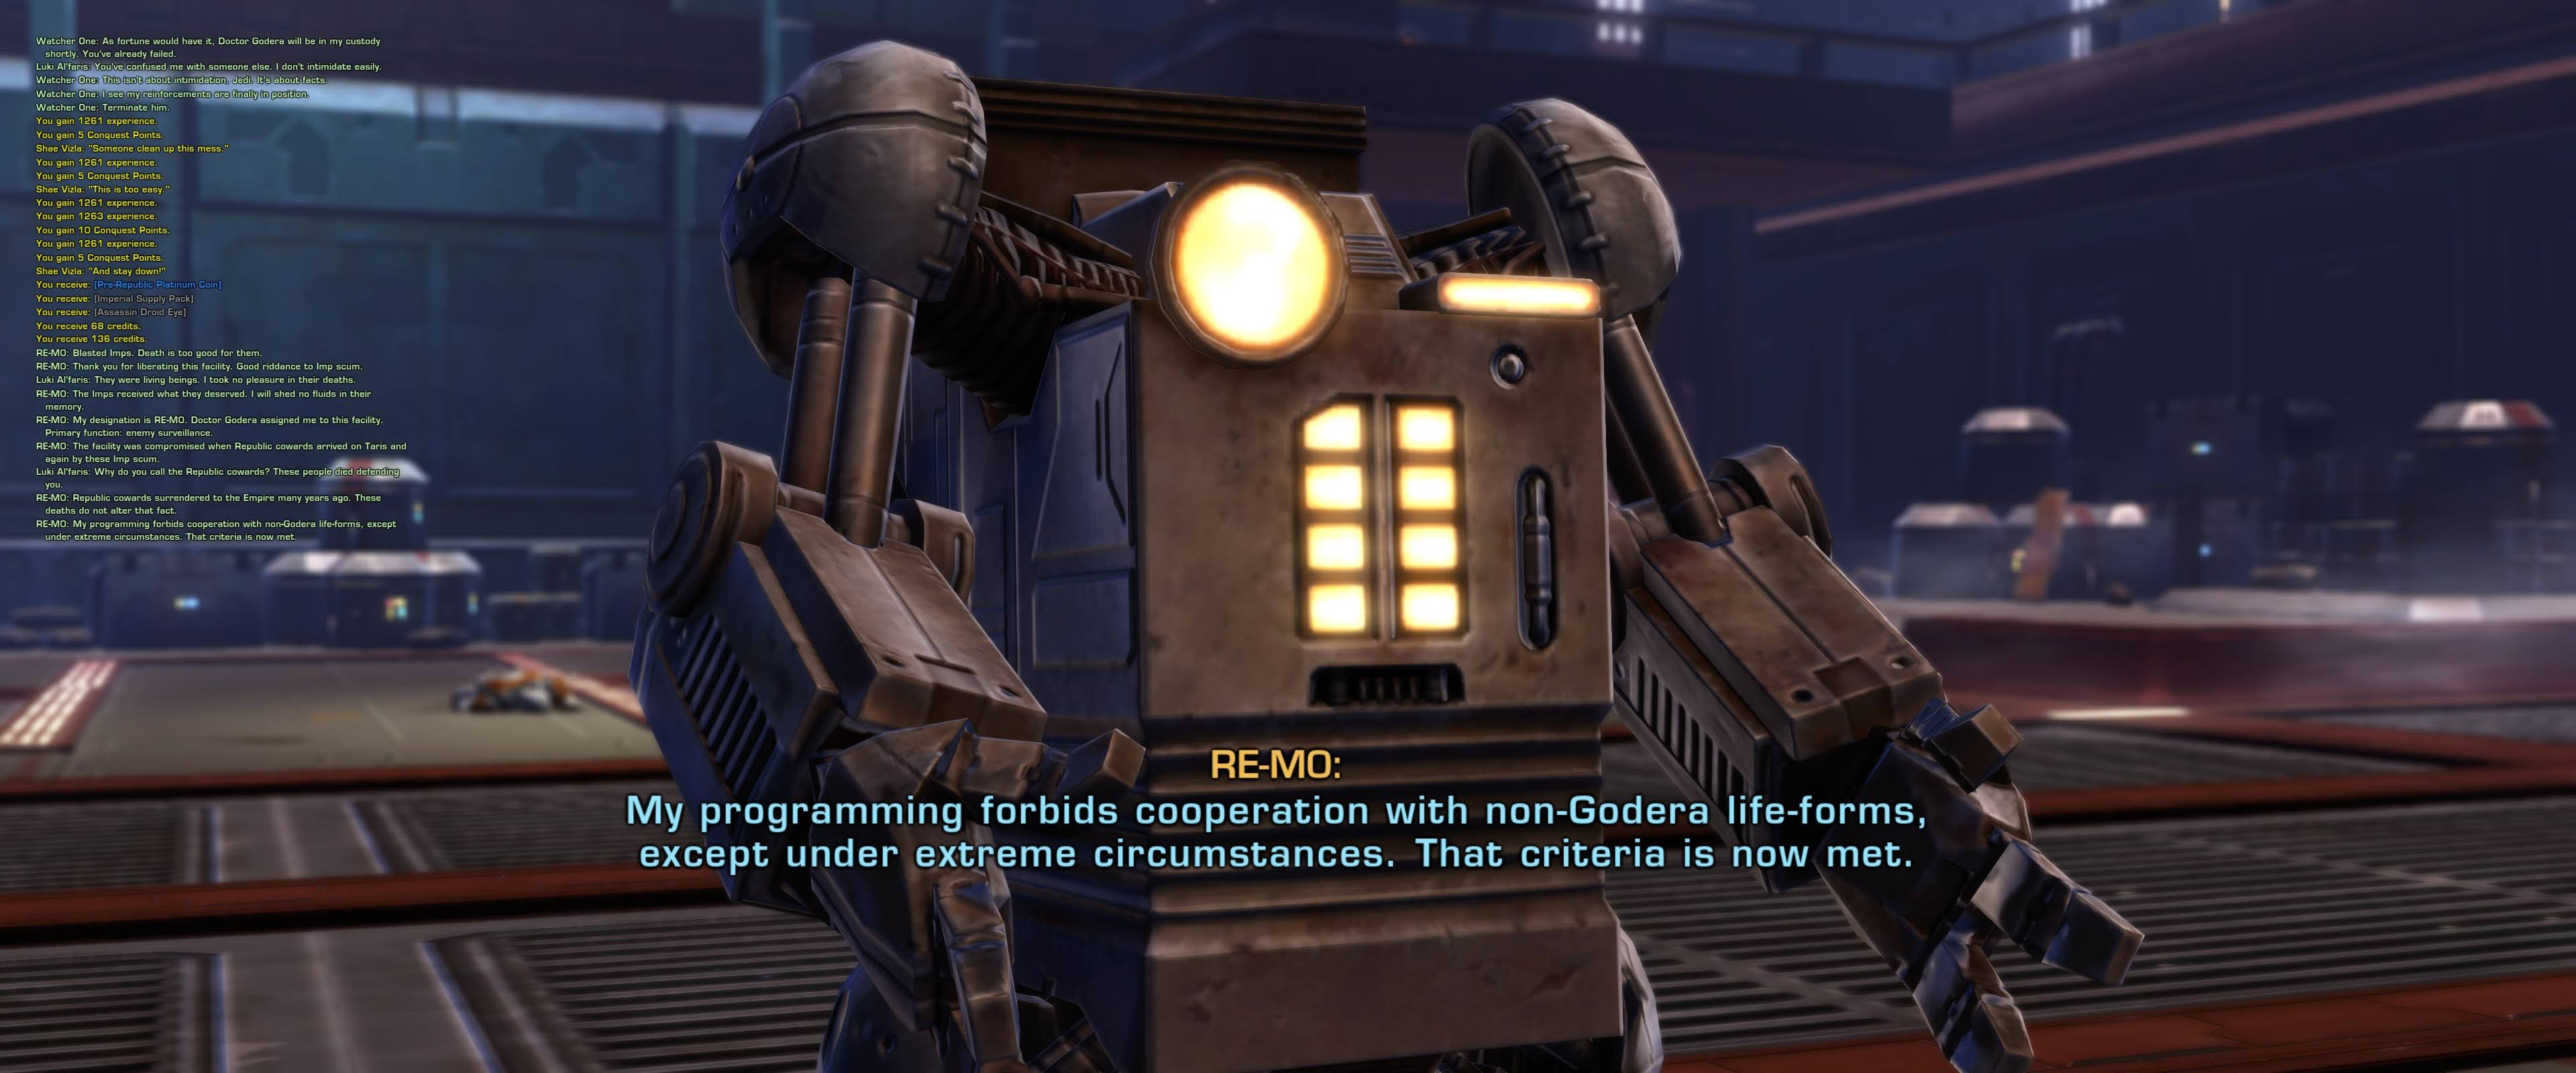 Watcher One: As fortune would have it, Doctor Godera will be in my custody
shortly. You've already failed.
Luki Al'faris: You've confused me with someone else. I don't intimidate easily.
Watcher One: This isn't about intimidation, Jedi. It's about facts.
Watcher One: I see my reinforcements are finally in position.
Watcher One: Terminate him.
You gain 1261 experience.
You gain 5 Conquest Points.
Shae Vizla: "Someone clean up this mess."
You gain 1261 experience.
You gain 5 Conquest Points.
Shae Vizla: "This is too easy."
You gain 1261 experience.
You gain 1263 experience.
You gain 10 Conquest Points.
You gain 1261 experience.
You gain 5 Conquest Points.
Shae Vizla: "And stay down!"
You receive: [Pre-Republic Platinum Coin]
You receive: [Imperial Supply Pack]
You receive: [Assassin Droid Eye]
You receive 68 credits.
You receive 136 credits.
RE-MO: Blasted Imps. Death is too good for them.
RE-MO: Thank you for liberating this facility. Good riddance to Imp scum.
Luki Al'faris: They were living beings. I took no pleasure in their deaths.
RE-MO: The Imps received what they deserved. I will shed no fluids in their
memory.
RE-MO: My designation is RE-MO. Doctor Godera assigned me to this facility.
Primary function: enemy surveillance.
RE-MO: The facility was compromised when Republic cowards arrived on Taris and
again by these Imp scum.
Luki Al'faris: Why do you call the Republic cowards? These people died defending
you.
RE-MO: Republic cowards surrendered to the Empire many years ago. These
deaths do not alter that fact.
RE-MO: My programming forbids cooperation with non-Godera life-forms, except
under extreme circumstances. That criteria is now met.
RE-MO:
My programming forbids cooperation with non-Godera life-forms,
except under extreme circumstances. That criteria is now met.